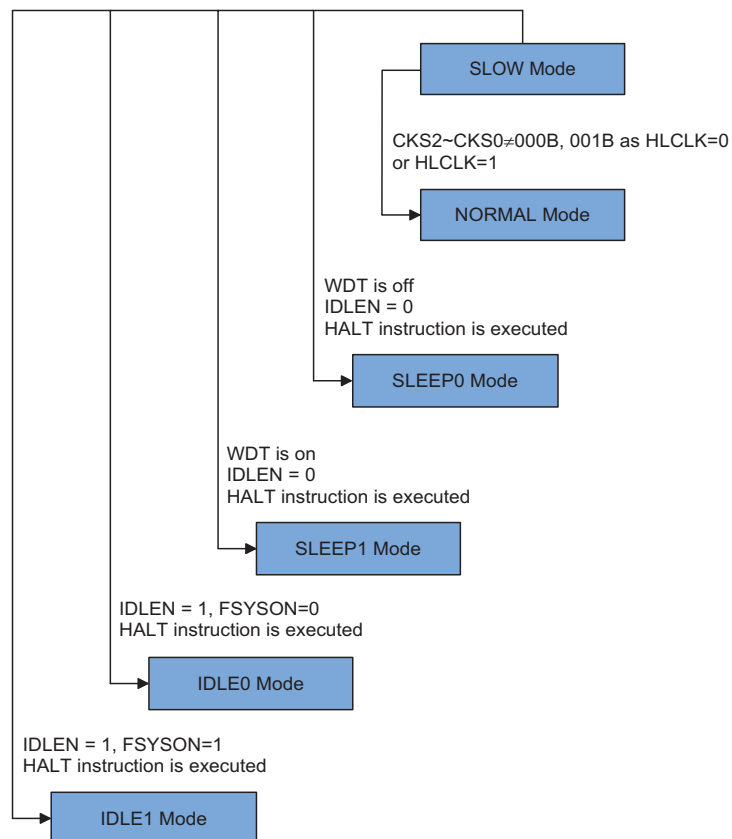 SLOW Mode
CKS2~CKS0≠000B, 001B as HLCLK=0
or HLCLK=1
NORMAL Mode
WDT is off
IDLEN = 0
HALT instruction is executed
SLEEP0 Mode
WDT is on
IDLEN = 0
HALT instruction is executed
SLEEP1 Mode
IDLEN = 1, FSYSON=0
HALT instruction is executed
IDLE0 Mode
IDLEN = 1, FSYSON=1
HALT instruction is executed
IDLE1 Mode